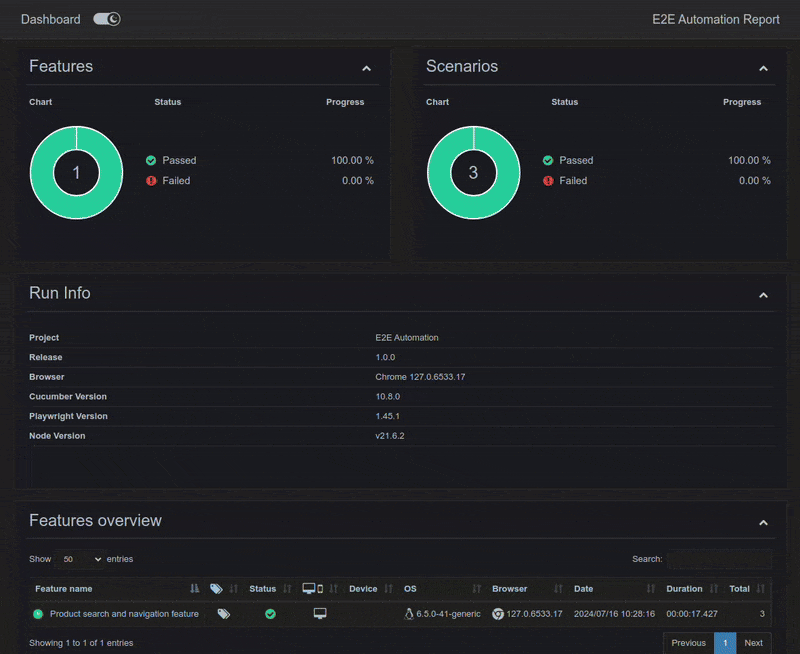 Dashboard E2E Automation Report
Features
Chart Status Progress
1
Passed 100.00 %
Failed 0.00 %
Scenarios
Chart Status Progress
3
Passed 100.00 %
Failed 0.00 %
Run Info
Project E2E Automation
Release 1.0.0
Browser Chrome 127.0.6533.17
Cucumber Version 10.8.0
Playwright Version 1.45.1
Node Version v21.6.2
Features overview
Show 50 entries Search:
Feature name Status Device OS Browser Date Duration Total
Product search and navigation feature 6.5.0-41-generic 127.0.6533.17 2024/07/16 10:28:16 00:00:17.427 3
Showing 1 to 1 of 1 entries Previous 1 Next